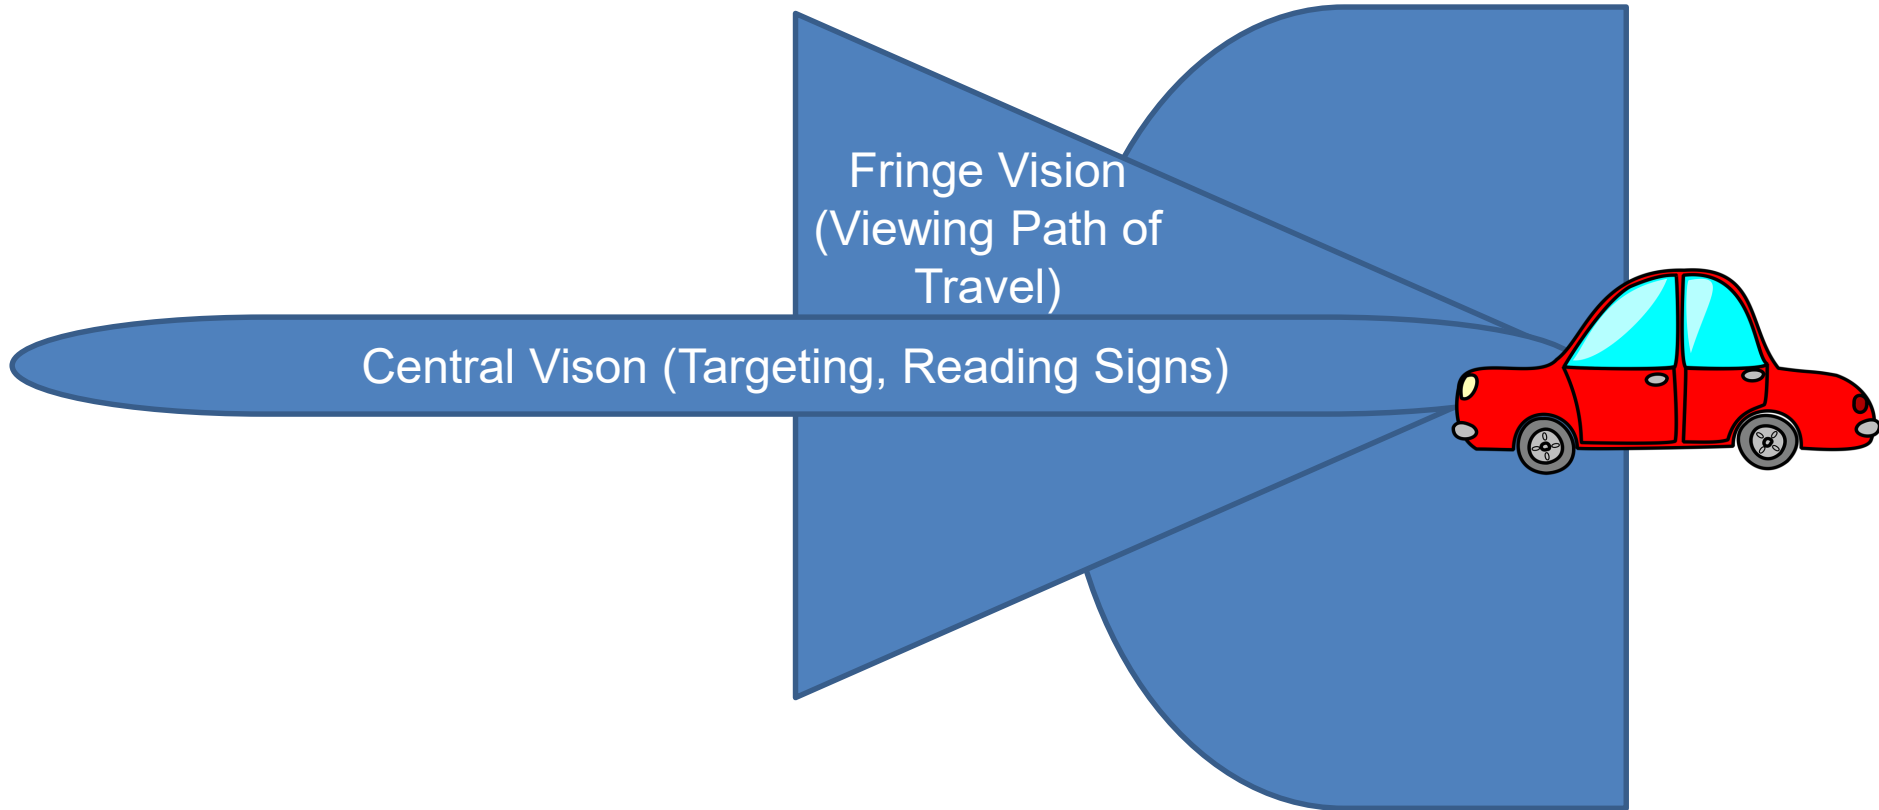 Fringe Vision
(Viewing Path of
Travel)
Central Vison (Targeting, Reading Signs)